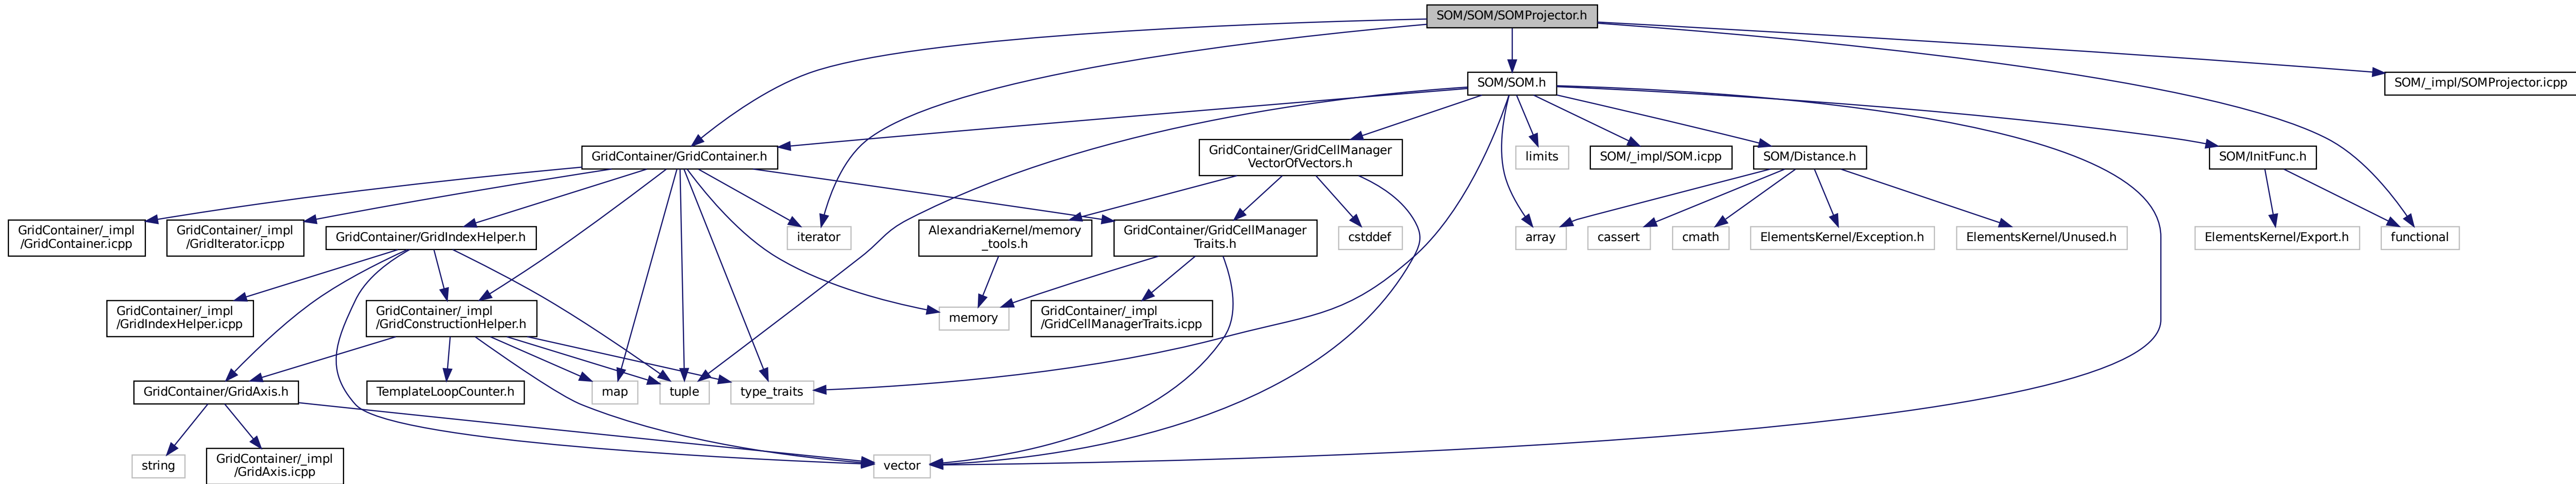 SOM/SOM/SOMProjector.h
SOM/SOM.h
SOM/_impl/SOMProjector.icpp
GridContainer/GridContainer.h
GridContainer/GridCellManager
VectorOfVectors.h
limits
SOM/_impl/SOM.icpp
SOM/Distance.h
SOM/InitFunc.h
GridContainer/_impl
/GridContainer.icpp
GridContainer/_impl
/GridIterator.icpp
GridContainer/GridIndexHelper.h
iterator
AlexandriaKernel/memory
_tools.h
GridContainer/GridCellManager
Traits.h
cstddef
array
cassert
cmath
ElementsKernel/Exception.h
ElementsKernel/Unused.h
ElementsKernel/Export.h
functional
GridContainer/_impl
/GridIndexHelper.icpp
GridContainer/_impl
/GridConstructionHelper.h
memory
GridContainer/_impl
/GridCellManagerTraits.icpp
GridContainer/GridAxis.h
TemplateLoopCounter.h
map
tuple
type_traits
string
GridContainer/_impl
/GridAxis.icpp
vector